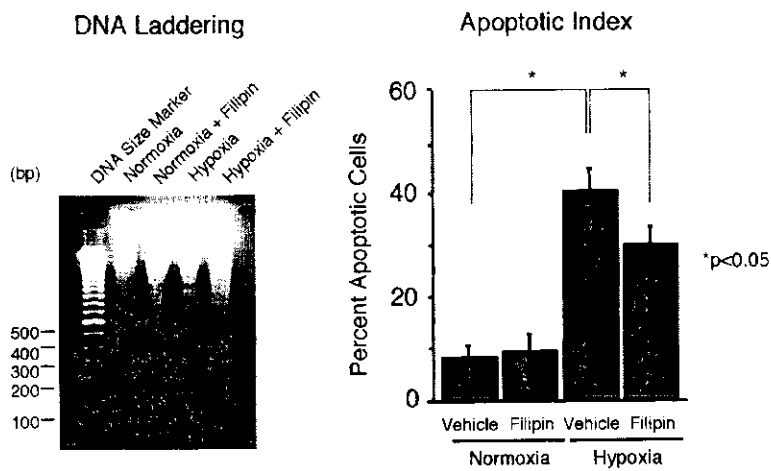 DNA Laddering
(bp)
DNA Size Marker
Normoxia
Normoxia + Filipin
Hypoxia
Hypoxia + Filipin
500
400
300
200
100
Apoptotic Index
Percent Apoptotic Cells
60
40
20
0
*
*
*p<0.05
Vehicle Filipin Vehicle Filipin
Normoxia Hypoxia